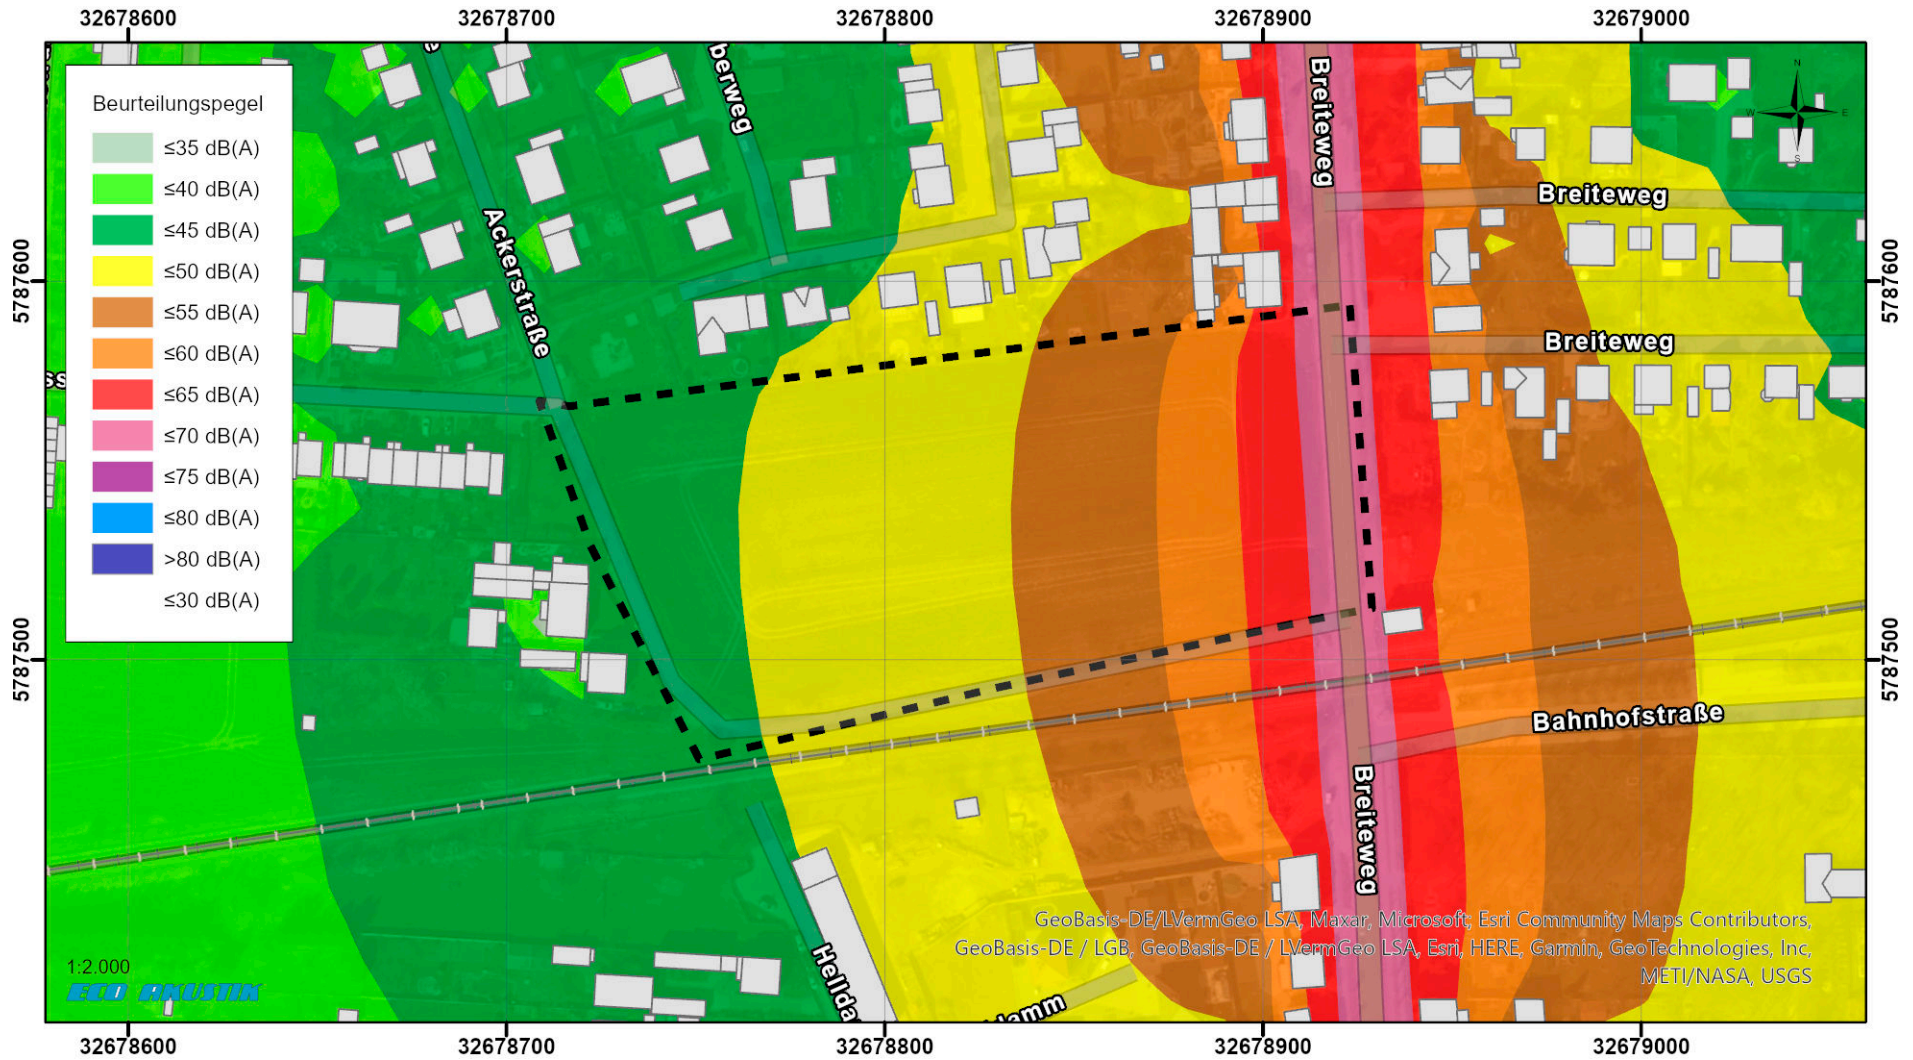 32678600 32678700 32678800 32678900 32679000
Beurteilungspegel
≤35 dB(A)
≤40 dB(A)
≤45 dB(A)
≤50 dB(A)
≤55 dB(A)
≤60 dB(A)
≤65 dB(A)
≤70 dB(A)
≤75 dB(A)
≤80 dB(A)
>80 dB(A)
≤30 dB(A)
berweg
Breiteweg
N
W E
S
Breiteweg
Ackerstraße
5787600
5787600
Breiteweg
ss
5787500
5787500
Bahnhofstraße
Breiteweg
Hellda
damm
GeoBasis-DE/LVermGeo LSA, Maxar, Microsoft, Esri Community Maps Contributors,
GeoBasis-DE / LGB, GeoBasis-DE / LVermGeo LSA, Esri, HERE, Garmin, GeoTechnologies, Inc,
METI/NASA, USGS
1:2.000
ECO AKUSTIK
32678600 32678700 32678800 32678900 32679000